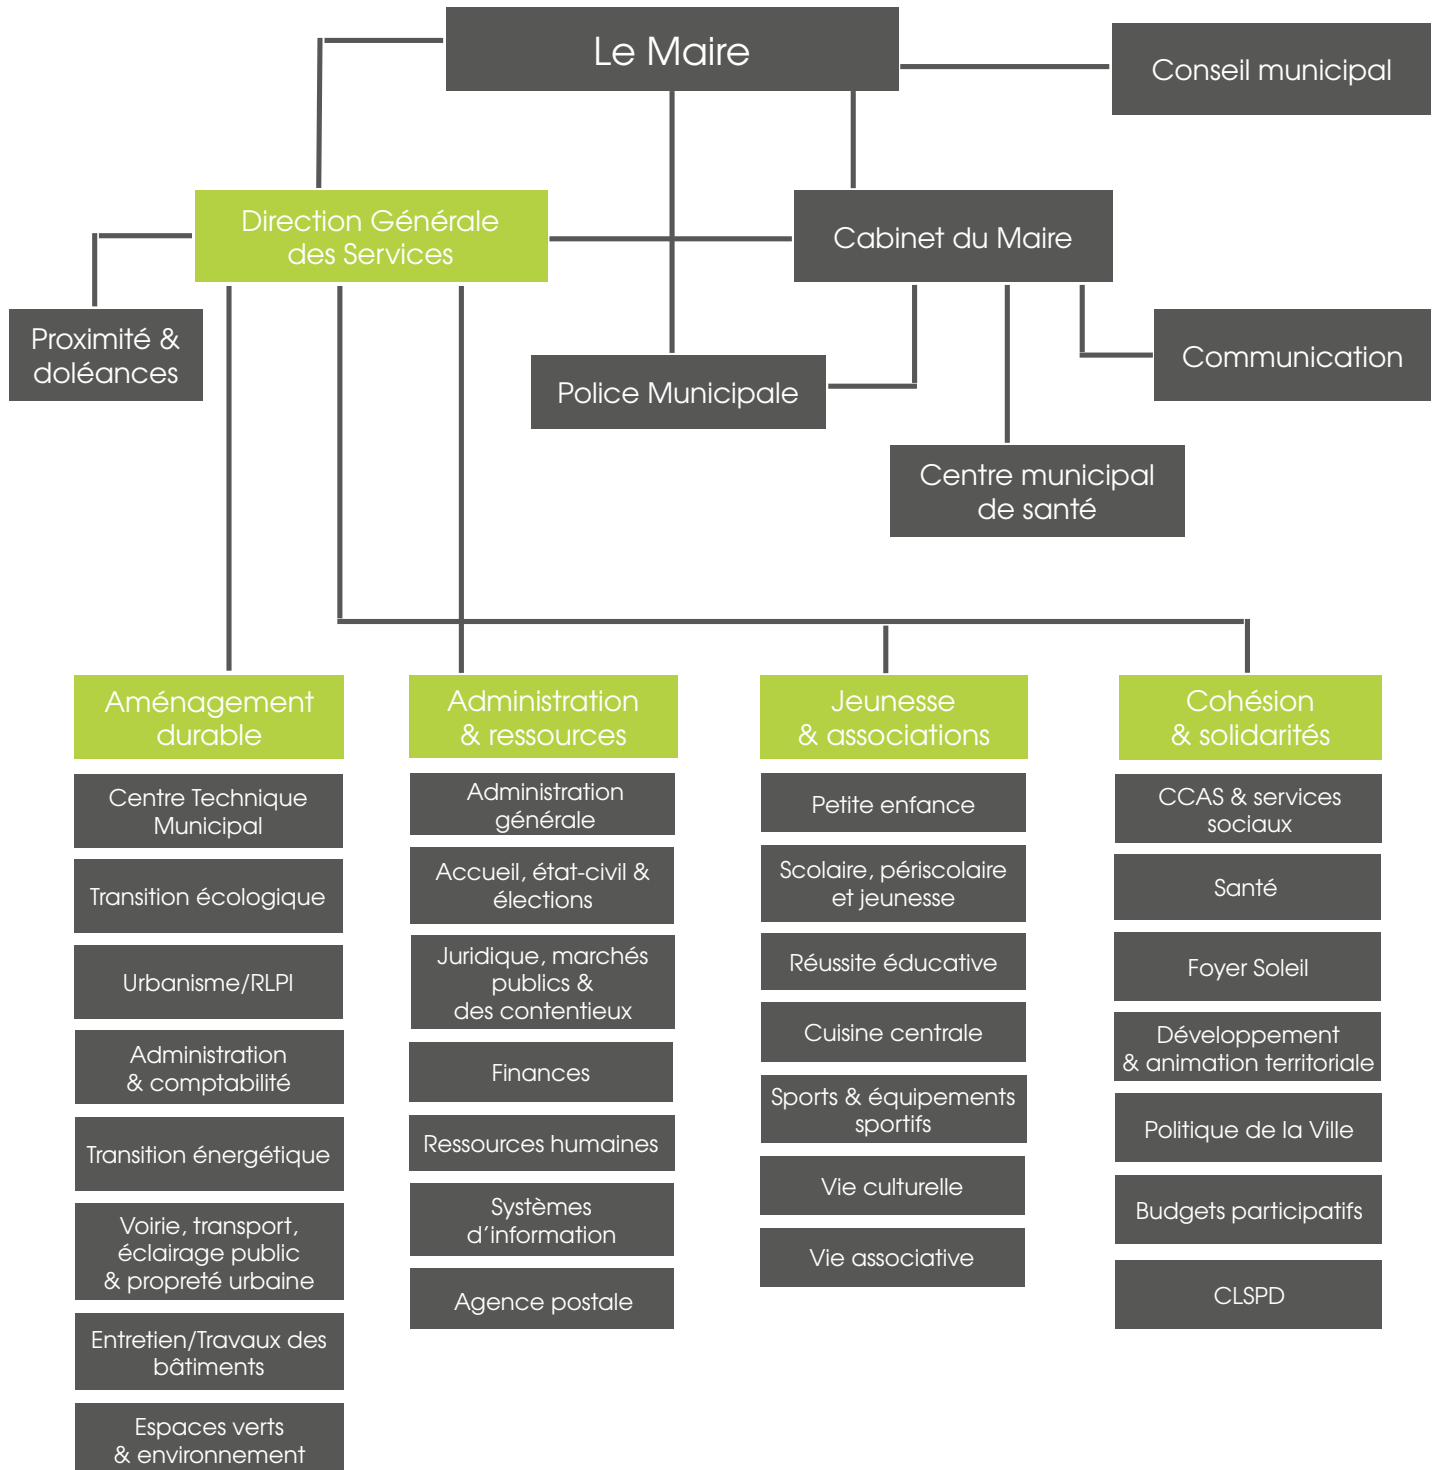 Le Maire
Conseil municipal
Direction Générale
des Services
Cabinet du Maire
Proximité &
doléances
Police Municipale
Communication
Centre municipal
de santé
Aménagement
durable
Centre Technique
Municipal
Transition écologique
Urbanisme/RLPI
Administration
& comptabilité
Transition énergétique
Voirie, transport,
éclairage public
& propreté urbaine
Entretien/Travaux des
bâtiments
Espaces verts
& environnement
Administration
& ressources
Administration
générale
Accueil, état-civil &
élections
Juridique, marchés
publics &
des contentieux
Finances
Ressources humaines
Systèmes
d'information
Agence postale
Jeunesse
& associations
Petite enfance
Scolaire, périscolaire
et jeunesse
Réussite éducative
Cuisine centrale
Sports & équipements
sportifs
Vie culturelle
Vie associative
Cohésion
& solidarités
CCAS & services
sociaux
Santé
Foyer Soleil
Développement
& animation territoriale
Politique de la Ville
Budgets participatifs
CLSPD